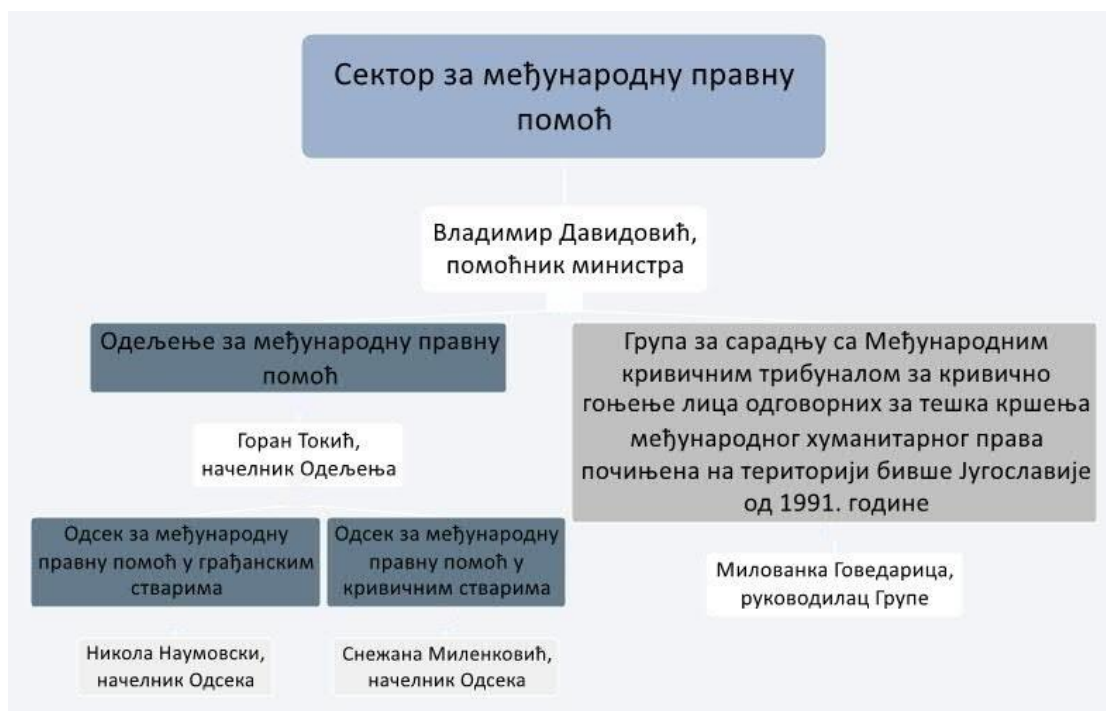 Сектор за међународну правну
помоћ
Владимир Давидовић,
помоћник министра
Одељење за међународну правну
помоћ
Горан Токић,
начелник Одељења
Одсек за међународну
правну помоћ у грађанским
стварима
Никола Наумовски,
начелник Одсека
Одсек за међународну
правну помоћ у
кривичним стварима
Снежана Миленковић,
начелник Одсека
Група за сарадњу са Међународним
кривичним трибуналом за кривично
гоњење лица одговорних за тешка кршења
међународног хуманитарног права
почињена на територији бивше Југославије
од 1991. године
Милованка Говедарица,
руководилац Групе